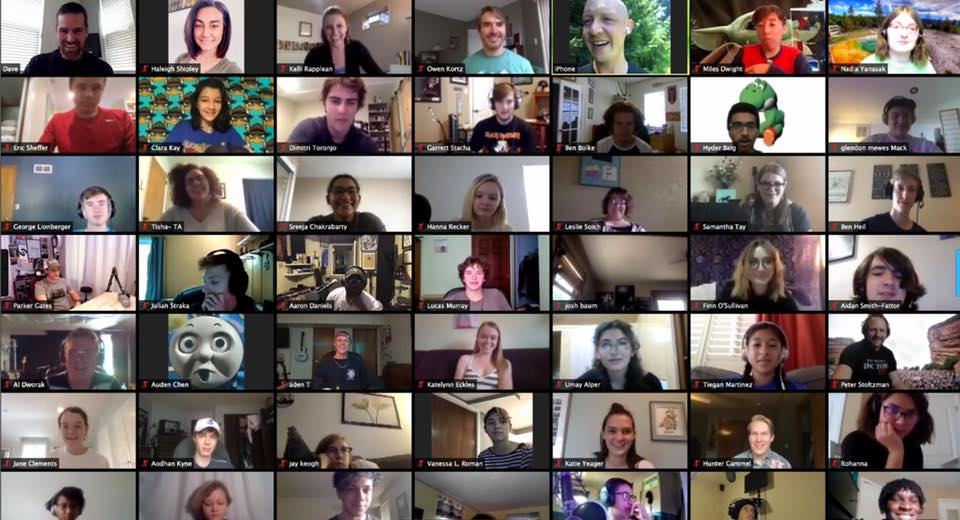 Dave
Haleigh Shipley
Kelli Rapplean
Owen Kortz
iPhone
Miles Dwight
Nadia Yanasak
Eric Sheffer
Clara Kay
Dimitri Toronjo
Garrett Stacha
Ben Bolke
Hyder Baig
glendon mewes Mack
George Lionberger
Tisha- TA
Sreeja Chakrabarty
Hanna Recker
Leslie Soich
Samantha Tay
Ben Heil
Parker Gates
Julian Straka
Aaron Daniels
Lucas Murray
josh baum
Finn O'Sullivan
Aidan Smith-Fattor
Al Dworak
Auden Chen
aden T
Katelynn Eckles
Umay Alper
Tiegan Martinez
Peter Stoltzman
Jane Clements
Aodhan Kyne
jay keogh
Vanessa L. Roman
Katie Yeager
Hunter Gammel
Rohanna